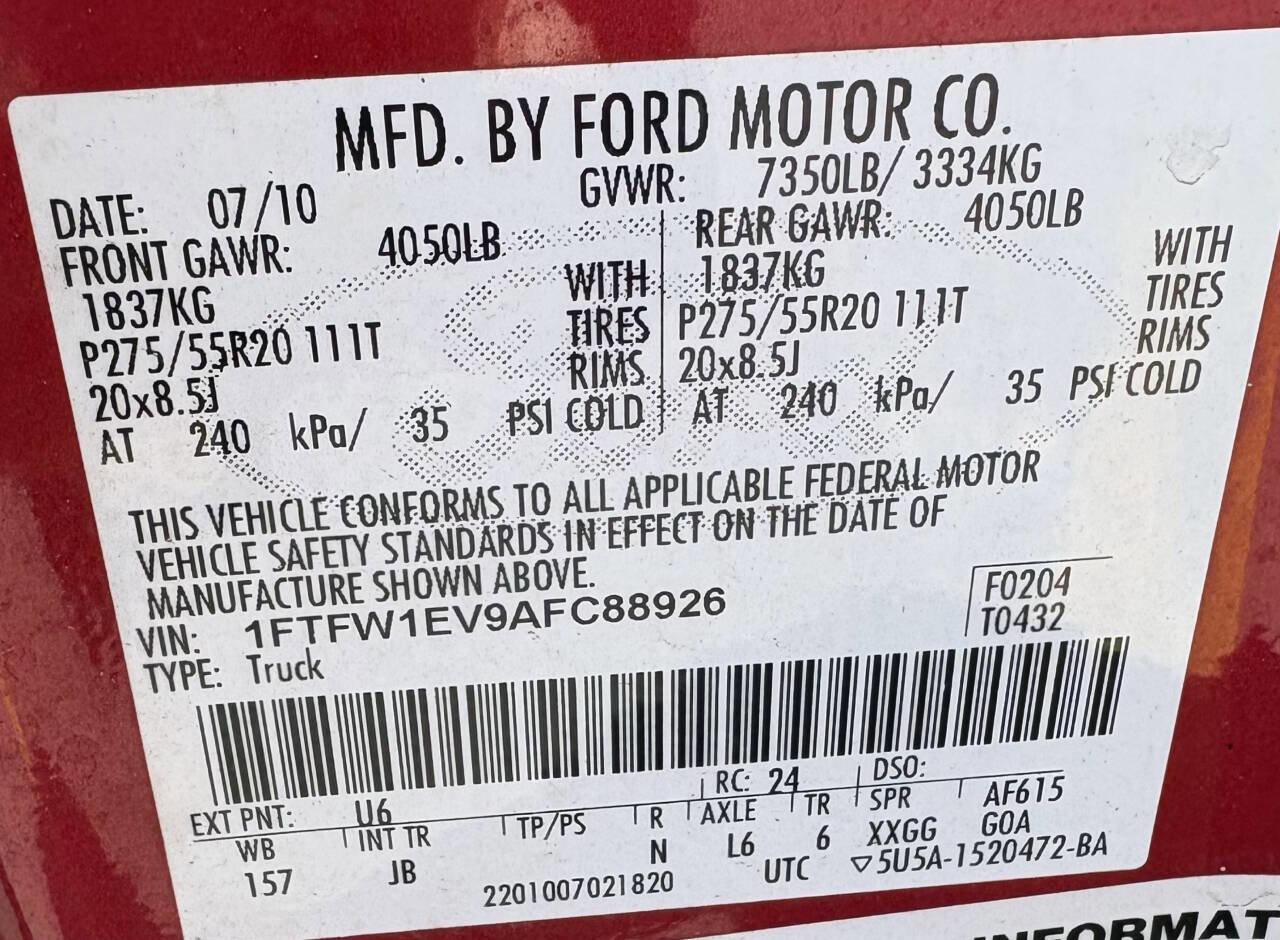 MFD. BY FORD MOTOR CO.
DATE: 07/10 GVWR: 7350LB/ 3334KG
FRONT GAWR: 4050LB REAR GAWR: 4050LB
1837KG WITH 1837KG WITH
P275/55R20 111T TIRES P275/55R20 111T TIRES
20x8.5J RIMS 20x8.5J RIMS
AT 240 kPa/ 35 PSI COLD AT 240 kPa/ 35 PSI COLD
THIS VEHICLE CONFORMS TO ALL APPLICABLE FEDERAL MOTOR
VEHICLE SAFETY STANDARDS IN EFFECT ON THE DATE OF
MANUFACTURE SHOWN ABOVE.
VIN: 1FTFW1EV9AFC88926 F0204
TYPE: Truck T0432
EXT PNT: U6 RC: 24 DSO:
WB INT TR TP/PS R AXLE TR SPR AF615
157 JB N L6 6 XXGG G0A
2201007021820 UTC ▽5U5A-1520472-BA
INFORMAT